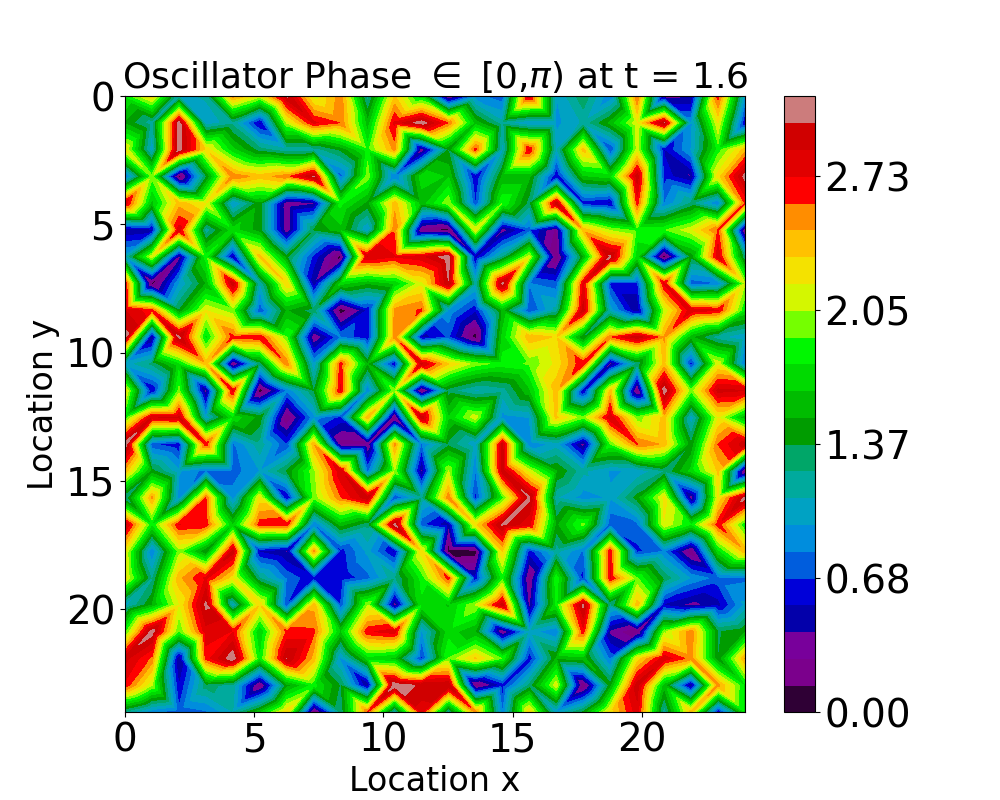 Oscillator Phase ∈ [0,π) at t = 1.6
Location y
0
5
10
15
20
0 5 10 15 20
Location x
2.73
2.05
1.37
0.68
0.00